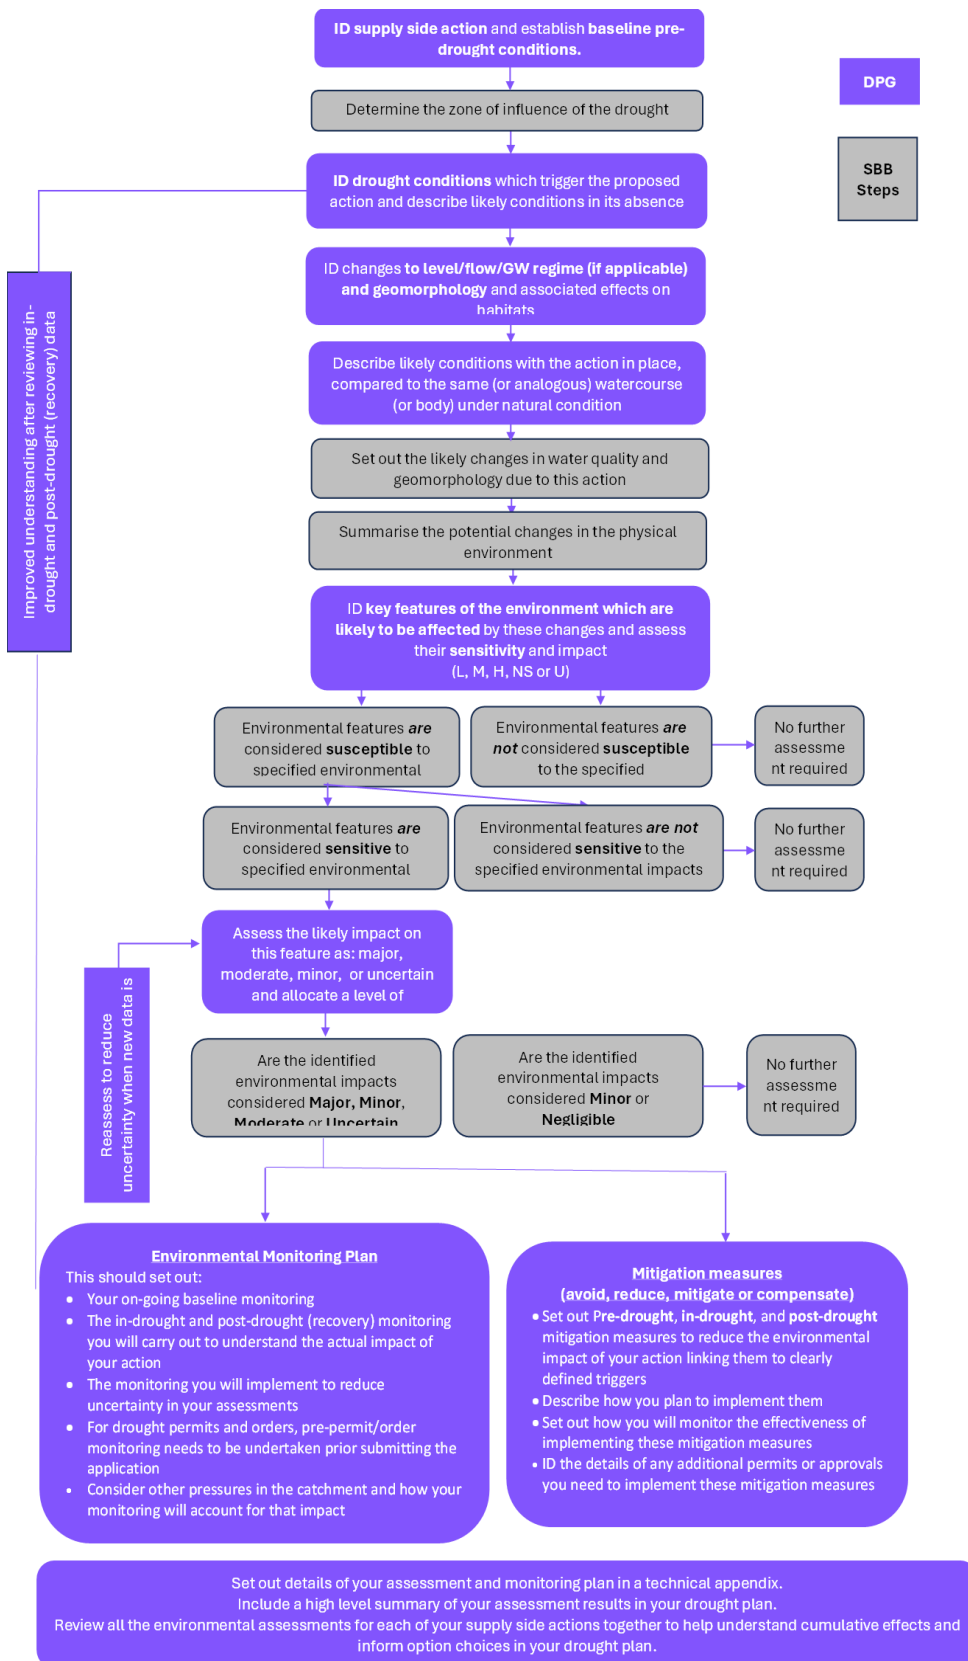 ID supply side action and establish baseline pre-
drought conditions.
DPG
Determine the zone of influence of the drought
SBB
Steps
ID drought conditions which trigger the proposed
action and describe likely conditions in its absence
ID changes to level/flow/GW regime (if applicable)
and geomorphology and associated effects on
habitats
Improved understanding after reviewing in-
drought and post-drought (recovery) data
Describe likely conditions with the action in place,
compared to the same (or analogous) watercourse
(or body) under natural condition
Set out the likely changes in water quality and
geomorphology due to this action
Summarise the potential changes in the physical
environment
ID key features of the environment which are
likely to be affected by these changes and assess
their sensitivity and impact
(L, M, H, NS or U)
Environmental features are
considered susceptible to
specified environmental
Environmental features are
not considered susceptible
to the specified
No further
assessme
nt required
Environmental features are
considered sensitive to
specified environmental
Environmental features are not
considered sensitive to the
specified environmental impacts
No further
assessme
nt required
Assess the likely impact on
this feature as: major,
moderate, minor, or uncertain
and allocate a level of
Reassess to reduce
uncertainty when new data is
Are the identified
environmental impacts
considered Major, Minor,
Moderate or Uncertain
Are the identified
environmental impacts
considered Minor or
Negligible
No further
assessme
nt required
Environmental Monitoring Plan
This should set out:
• Your on-going baseline monitoring
• The in-drought and post-drought (recovery) monitoring
you will carry out to understand the actual impact of
your action
• The monitoring you will implement to reduce
uncertainty in your assessments
• For drought permits and orders, pre-permit/order
monitoring needs to be undertaken prior submitting the
application
• Consider other pressures in the catchment and how your
monitoring will account for that impact
Mitigation measures
(avoid, reduce, mitigate or compensate)
• Set out Pre-drought, in-drought, and post-drought
mitigation measures to reduce the environmental
impact of your action linking them to clearly
defined triggers
• Describe how you plan to implement them
• Set out how you will monitor the effectiveness of
implementing these mitigation measures
• ID the details of any additional permits or approvals
you need to implement these mitigation measures
Set out details of your assessment and monitoring plan in a technical appendix.
Include a high level summary of your assessment results in your drought plan.
Review all the environmental assessments for each of your supply side actions together to help understand cumulative effects and
inform option choices in your drought plan.